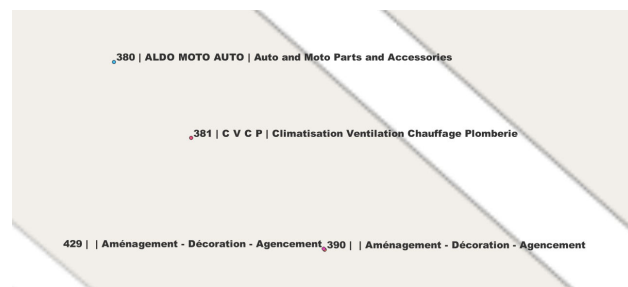 380 | ALDO MOTO AUTO | Auto and Moto Parts and Accessories
381 | C V C P | Climatisation Ventilation Chauffage Plomberie
429 | | Aménagement - Décoration - Agencement 390 | | Aménagement - Décoration - Agencement